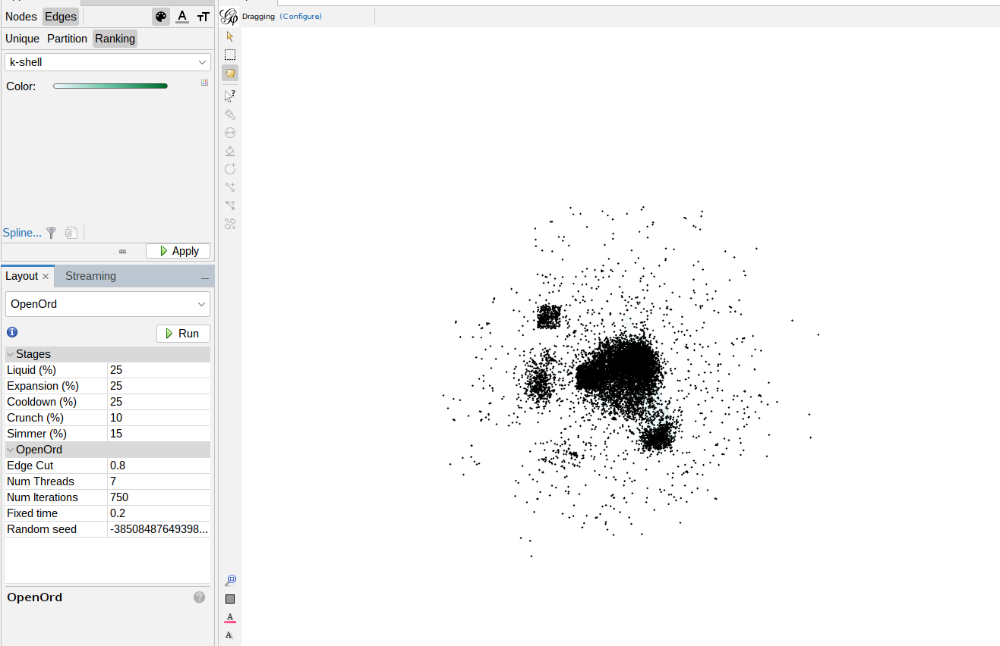 Nodes Edges A TT
Dragging (Configure)
Unique Partition Ranking
k-shell
Color:
Spline...
Apply
Layout × Streaming
OpenOrd
Run
Stages
Liquid (%) 25
Expansion (%) 25
Cooldown (%) 25
Crunch (%) 10
Simmer (%) 15
OpenOrd
Edge Cut 0.8
Num Threads 7
Num Iterations 750
Fixed time 0.2
Random seed -38508487649398...
OpenOrd ?
A
A